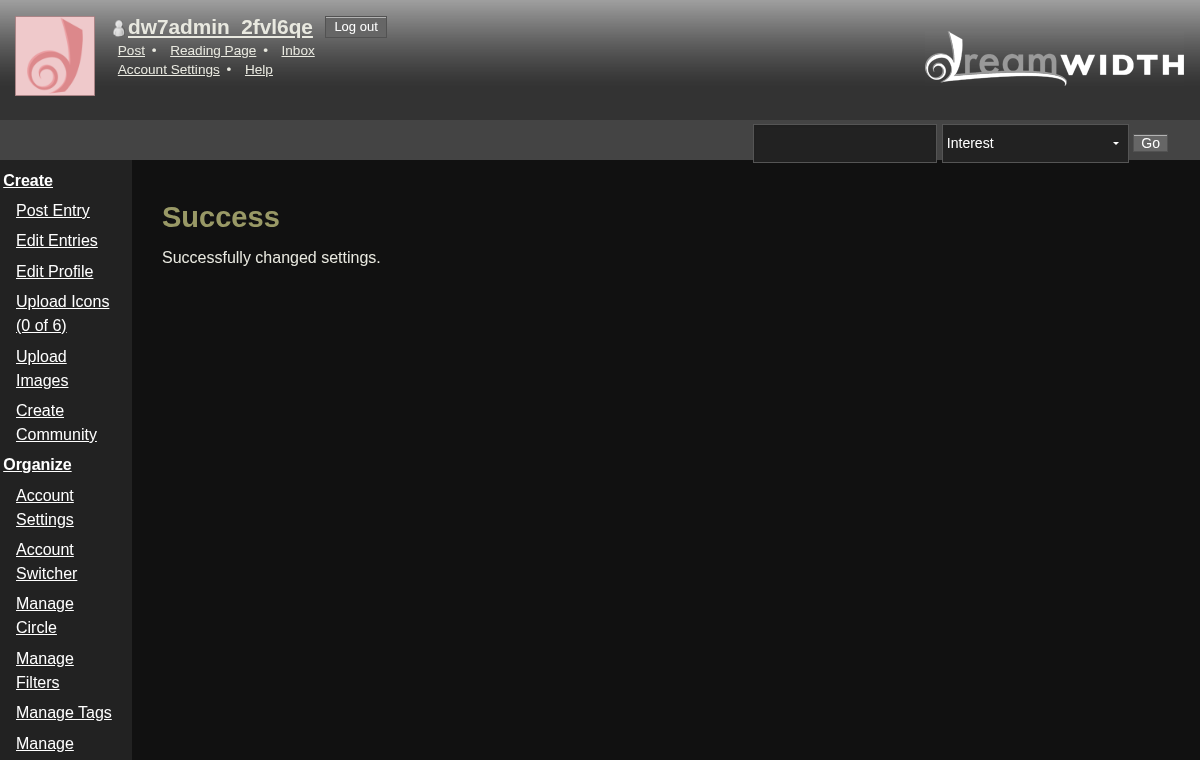 dw7admin_2fvl6qe Log out
Post • Reading Page • Inbox
Account Settings • Help
dreamwidth
Interest Go
Create
Post Entry
Edit Entries
Edit Profile
Upload Icons
(0 of 6)
Upload
Images
Create
Community
Organize
Account
Settings
Account
Switcher
Manage
Circle
Manage
Filters
Manage Tags
Manage
Success
Successfully changed settings.